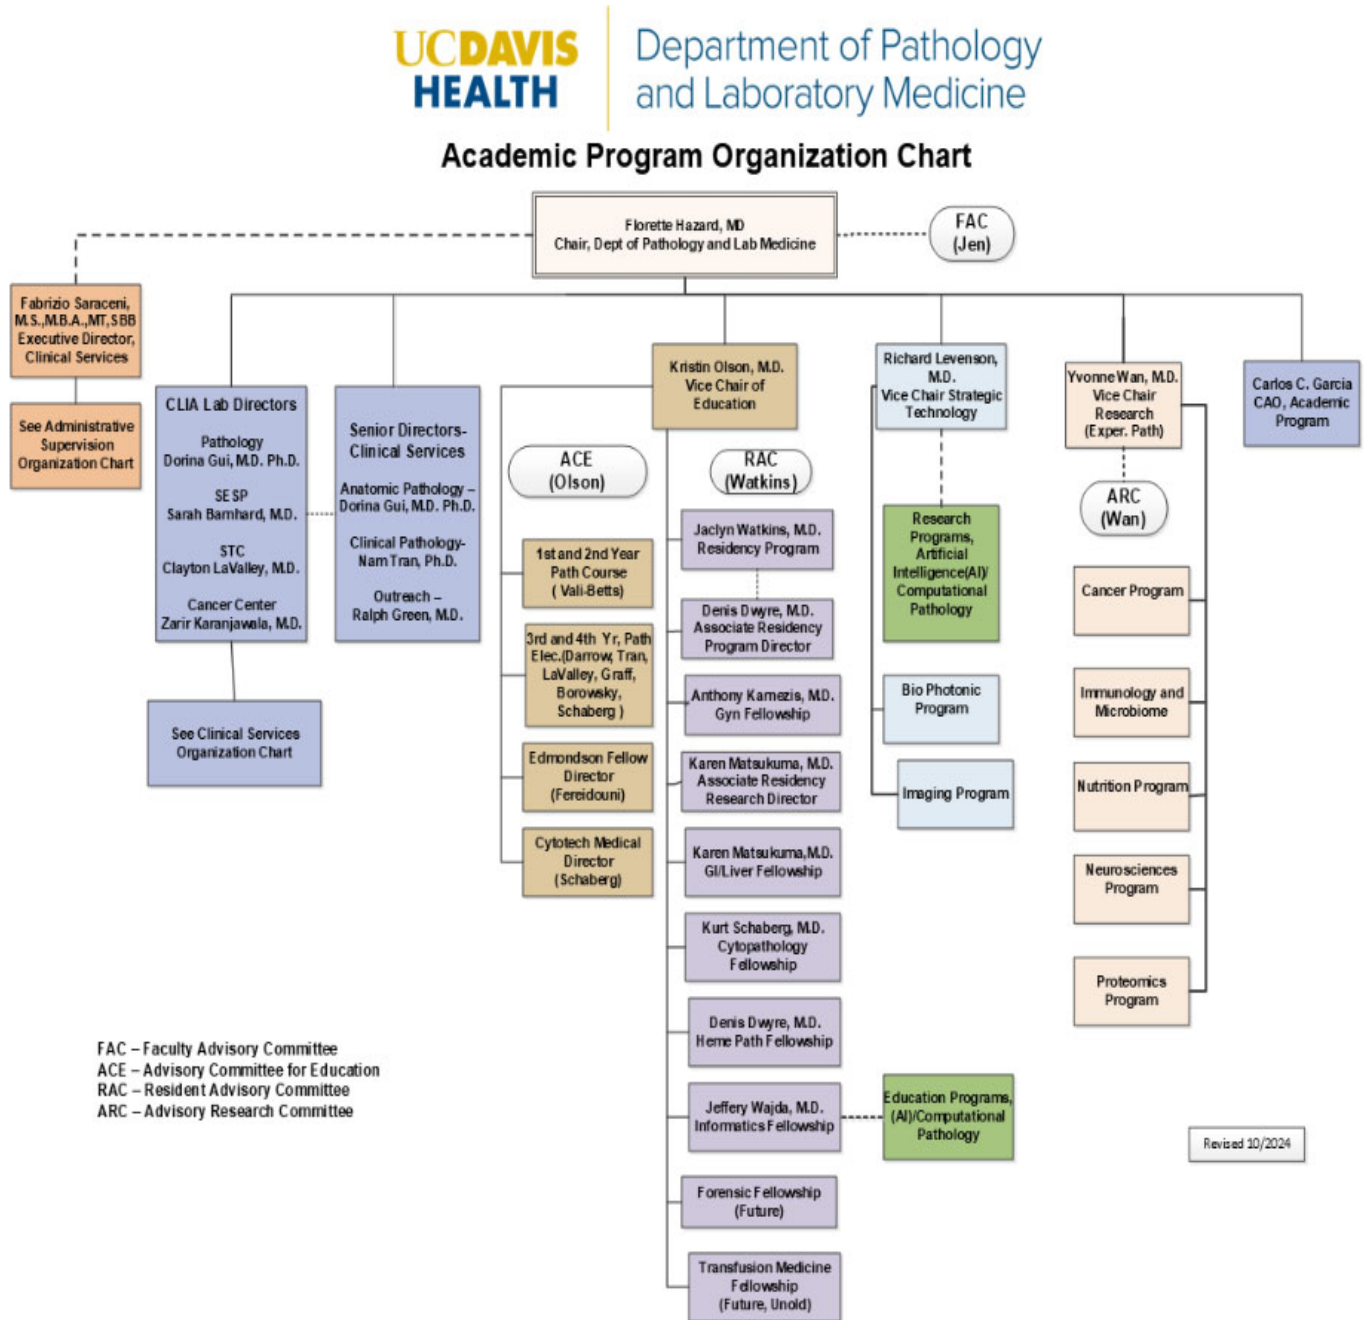 UCDAVIS
HEALTH
Department of Pathology
and Laboratory Medicine
Academic Program Organization Chart
Florette Hazard, MD
Chair, Dept of Pathology and Lab Medicine
FAC
(Jen)
Fabrizio Saraceni,
M.S.,M.B.A.,MT,SBB
Executive Director,
Clinical Services
See Administrative
Supervision
Organization Chart
CLIA Lab Directors
Pathology
Dorina Gui, M.D. Ph.D.
SESP
Sarah Barnhard, M.D.
STC
Clayton LaValley, M.D.
Cancer Center
Zarir Karanjawala, M.D.
See Clinical Services
Organization Chart
Senior Directors-
Clinical Services
Anatomic Pathology –
Dorina Gui, M.D. Ph.D.
Clinical Pathology-
Nam Tran, Ph.D.
Outreach –
Ralph Green, M.D.
Kristin Olson, M.D.
Vice Chair of
Education
ACE
(Olson)
1st and 2nd Year
Path Course
( Vali-Betts)
3rd and 4th Yr, Path
Elec.(Darrow, Tran,
LaValley, Graff,
Borowsky,
Schaberg )
Edmondson Fellow
Director
(Fereidouni)
Cytotech Medical
Director
(Schaberg)
RAC
(Watkins)
Jaclyn Watkins, M.D.
Residency Program
Denis Dwyre, M.D.
Associate Residency
Program Director
Anthony Karnezis, M.D.
Gyn Fellowship
Karen Matsukuma, M.D.
Associate Residency
Research Director
Karen Matsukuma,M.D.
GI/Liver Fellowship
Kurt Schaberg, M.D.
Cytopathology
Fellowship
Denis Dwyre, M.D.
Heme Path Fellowship
Jeffery Wajda, M.D.
Informatics Fellowship
Forensic Fellowship
(Future)
Transfusion Medicine
Fellowship
(Future, Unold)
Richard Levenson,
M.D.
Vice Chair Strategic
Technology
Research
Programs,
Artificial
Intelligence(AI)/
Computational
Pathology
Bio Photonic
Program
Imaging Program
Education Programs,
(AI)/Computational
Pathology
Yvonne Wan, M.D.
Vice Chair
Research
(Exper. Path)
ARC
(Wan)
Cancer Program
Immunology and
Microbiome
Nutrition Program
Neurosciences
Program
Proteomics
Program
Carlos C. Garcia
CAO, Academic
Program
FAC – Faculty Advisory Committee
ACE – Advisory Committee for Education
RAC – Resident Advisory Committee
ARC – Advisory Research Committee
Revised 10/2024